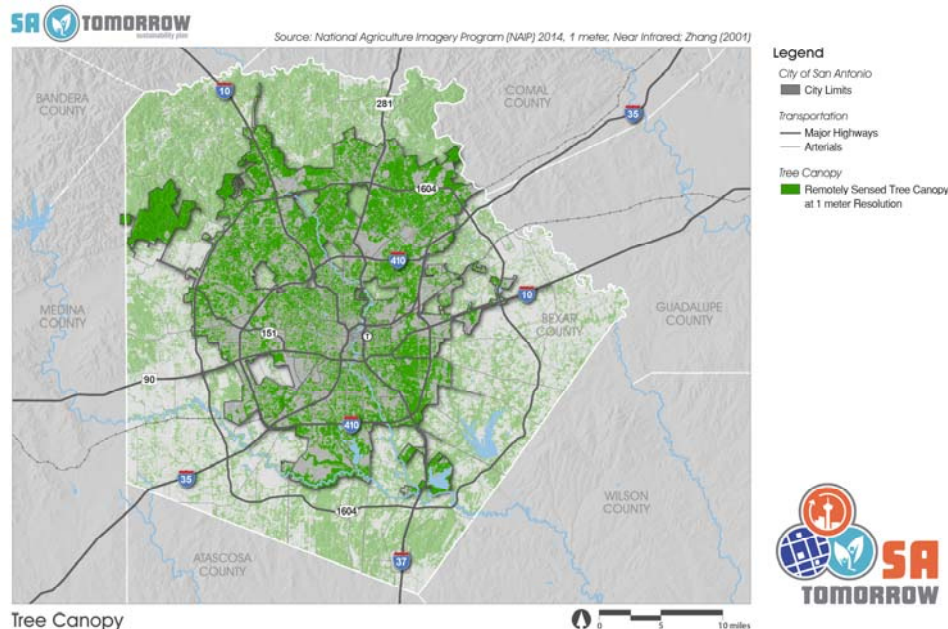 SA TOMORROW
sustainability plan
Source: National Agriculture Imagery Program (NAIP) 2014, 1 meter, Near Infrared; Zhang (2001)
Legend
City of San Antonio
City Limits
Transportation
Major Highways
Arterials
Tree Canopy
Remotely Sensed Tree Canopy
at 1 meter Resolution
BANDERA
COUNTY
10
281
COMAL
COUNTY
35
1604
410
10
MEDINA
COUNTY
BEXAR
COUNTY
GUADALUPE
COUNTY
151
90
410
35
1604
WILSON
COUNTY
ATASCOSA
COUNTY
37
SA
TOMORROW
Tree Canopy
0 5 10 miles